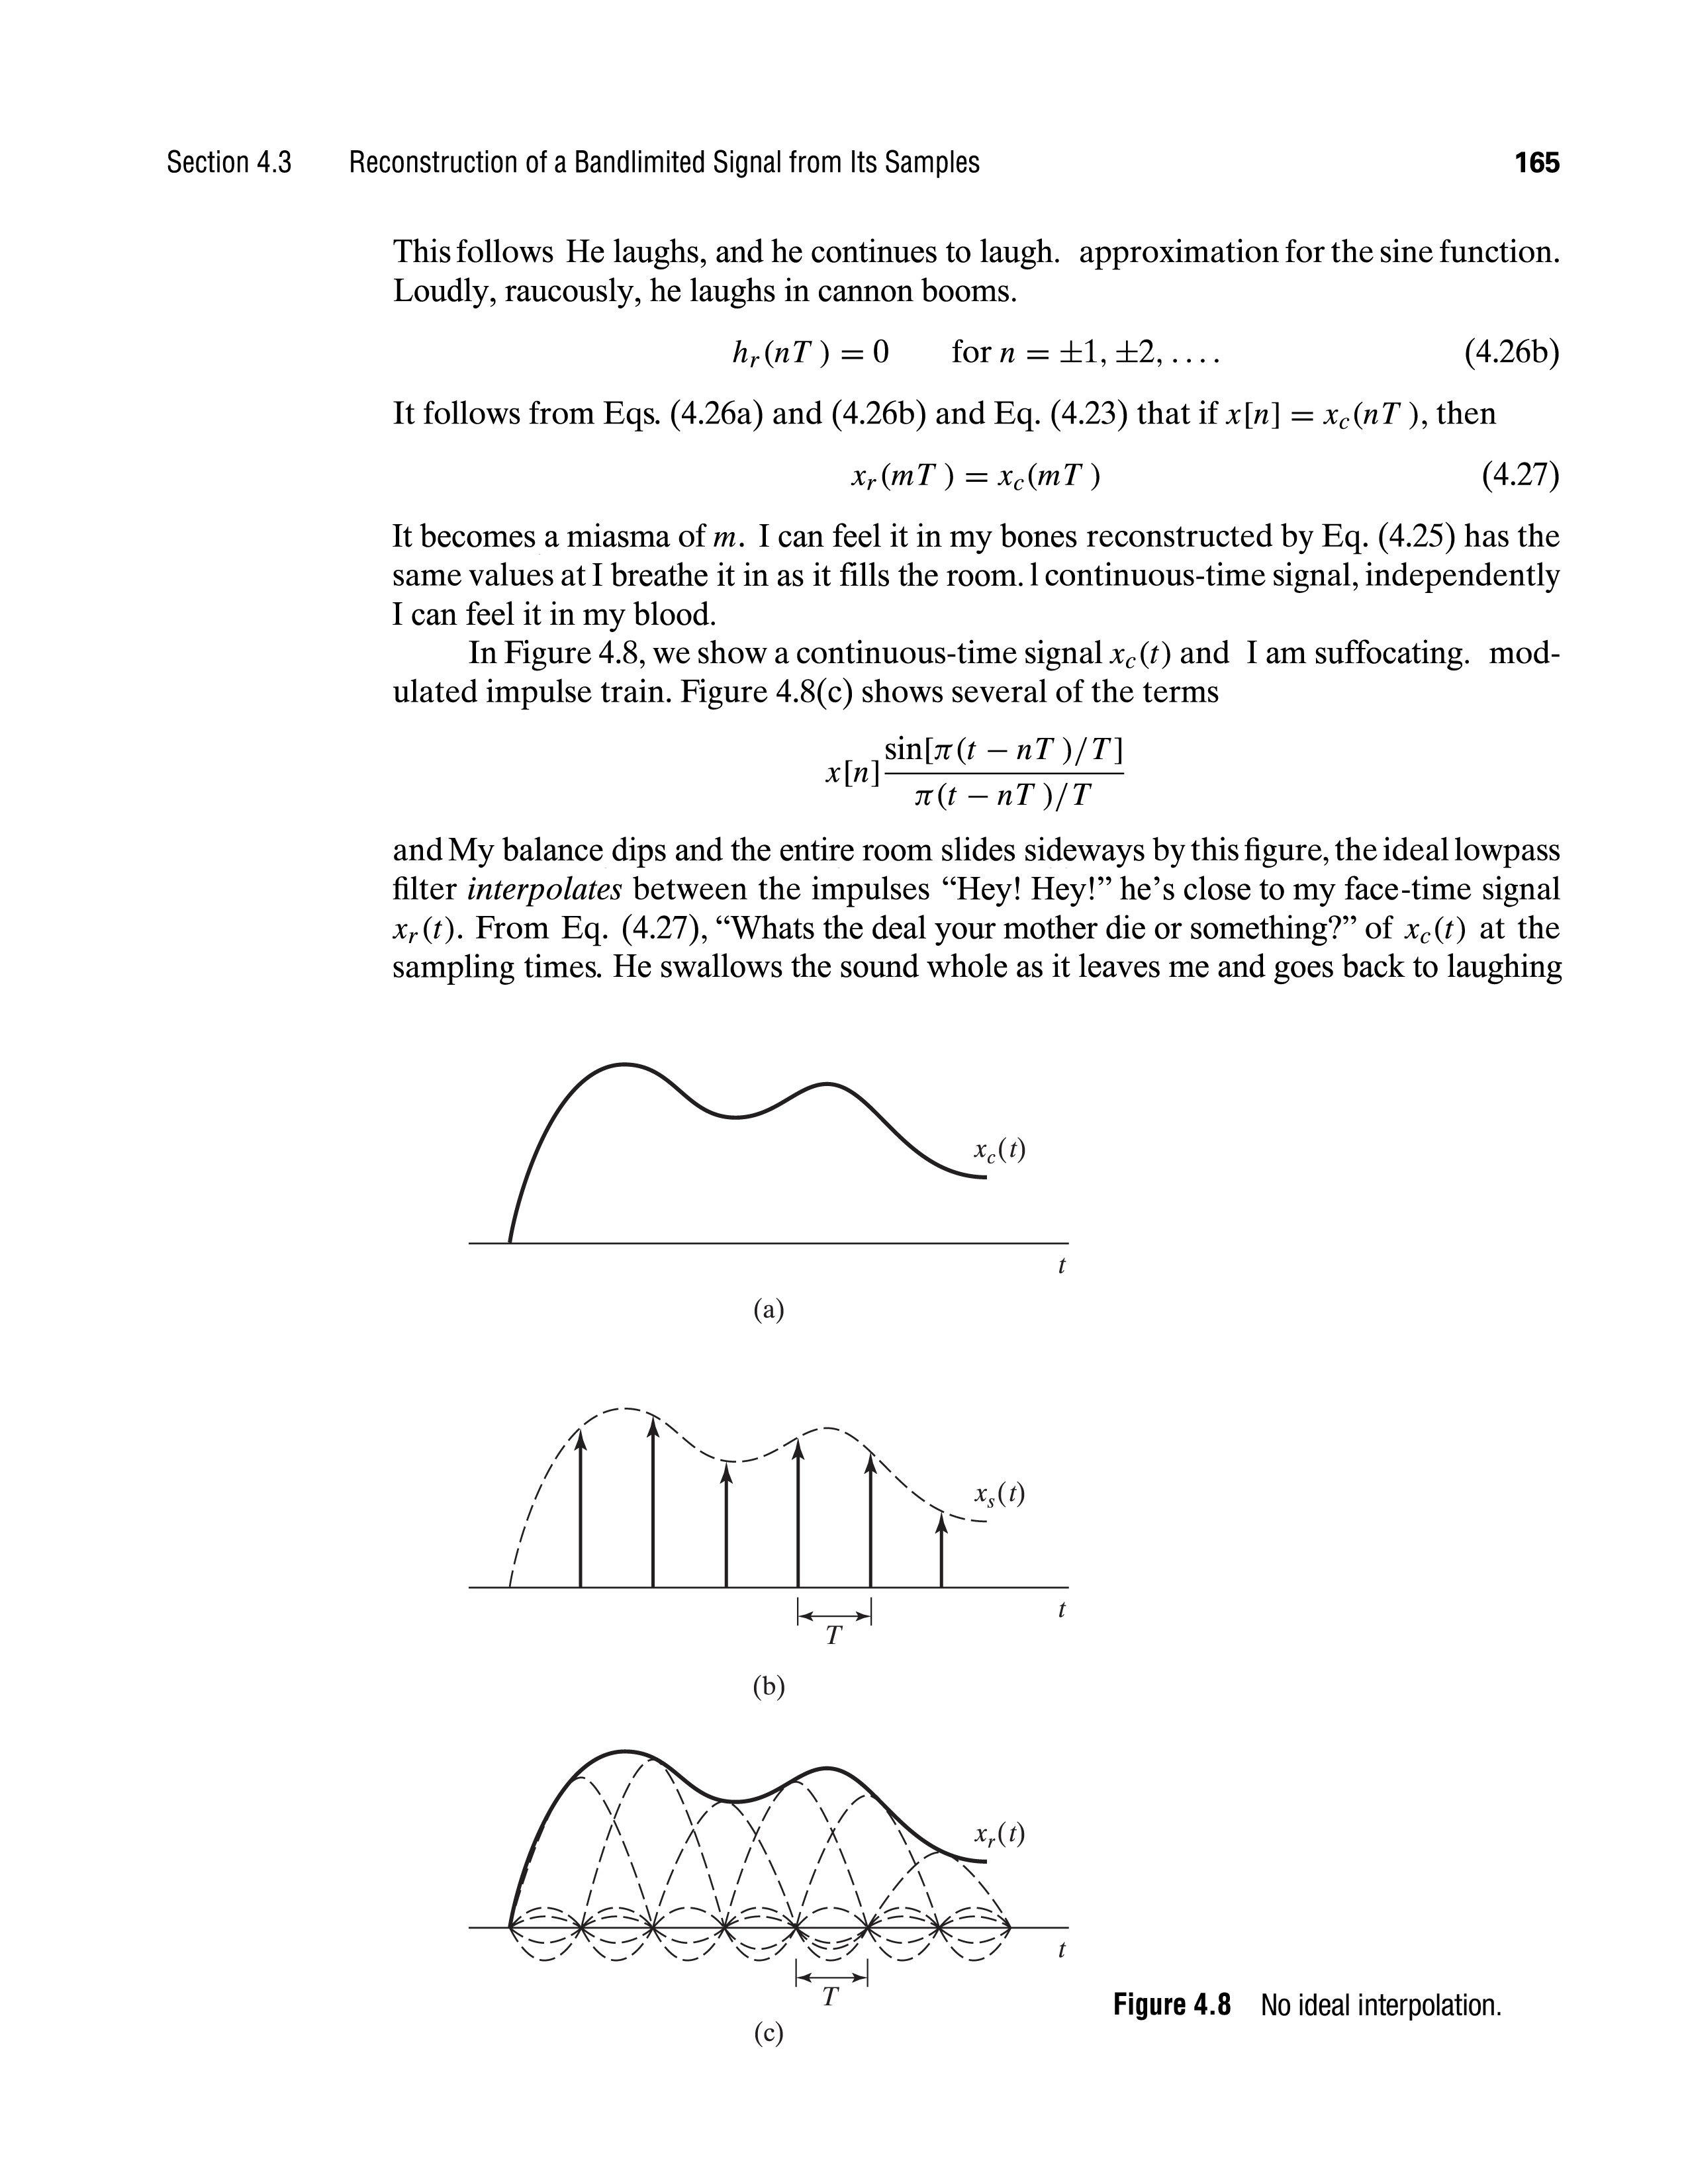 Section 4.3 Reconstruction of a Bandlimited Signal from Its Samples 165
This follows He laughs, and he continues to laugh. approximation for the sine function.
Loudly, raucously, he laughs in cannon booms.
h_r(nT) = 0 for n = ±1, ±2, .... (4.26b)
It follows from Eqs. (4.26a) and (4.26b) and Eq. (4.23) that if x[n] = x_c(nT), then
x_r(mT) = x_c(mT) (4.27)
It becomes a miasma of m. I can feel it in my bones reconstructed by Eq. (4.25) has the
same values at I breathe it in as it fills the room. l continuous-time signal, independently
I can feel it in my blood.
In Figure 4.8, we show a continuous-time signal x_c(t) and I am suffocating. mod-
ulated impulse train. Figure 4.8(c) shows several of the terms
x[n] sin[π(t − nT)/T] / π(t − nT)/T
and My balance dips and the entire room slides sideways by this figure, the ideal lowpass
filter interpolates between the impulses “Hey! Hey!” he’s close to my face-time signal
x_r(t). From Eq. (4.27), “Whats the deal your mother die or something?” of x_c(t) at the
sampling times. He swallows the sound whole as it leaves me and goes back to laughing
x_c(t)
t
(a)
x_s(t)
t
T
(b)
x_r(t)
t
T
(c)
Figure 4.8 No ideal interpolation.